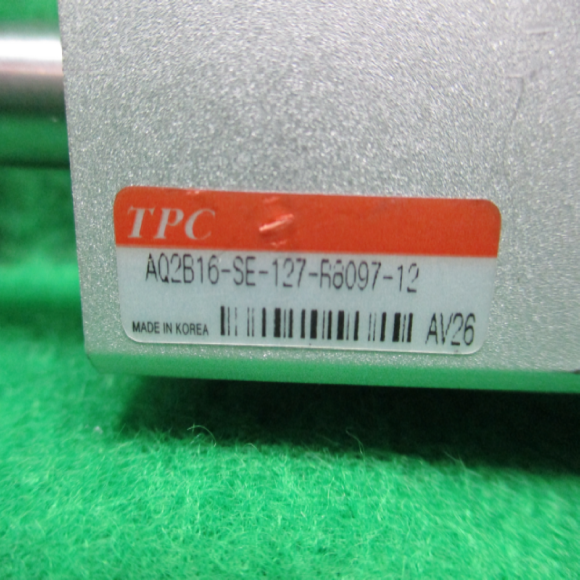 TPC
AQ2B16-SE-127-R8097-12
MADE IN KOREA AV26